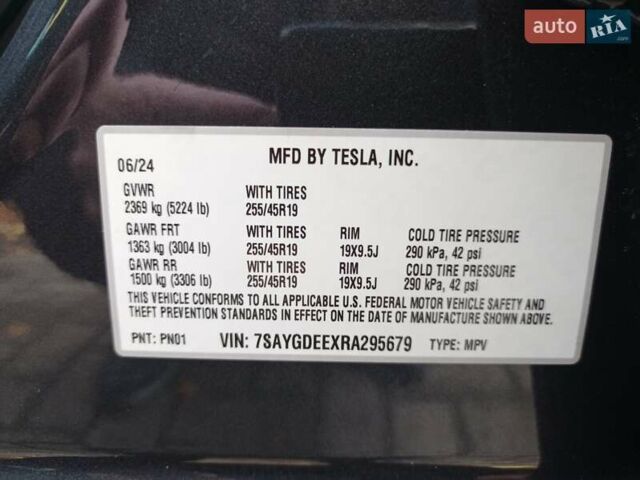 auto RIA.com
06/24 MFD BY TESLA, INC.
GVWR WITH TIRES
2369 kg (5224 lb) 255/45R19
GAWR FRT WITH TIRES RIM COLD TIRE PRESSURE
1363 kg (3004 lb) 255/45R19 19X9.5J 290 kPa, 42 psi
GAWR RR WITH TIRES RIM COLD TIRE PRESSURE
1500 kg (3306 lb) 255/45R19 19X9.5J 290 kPa, 42 psi
THIS VEHICLE CONFORMS TO ALL APPLICABLE U.S. FEDERAL MOTOR VEHICLE SAFETY AND
THEFT PREVENTION STANDARDS IN EFFECT ON THE DATE OF MANUFACTURE SHOWN ABOVE.
PNT: PN01 VIN: 7SAYGDEEXRA295679 TYPE: MPV